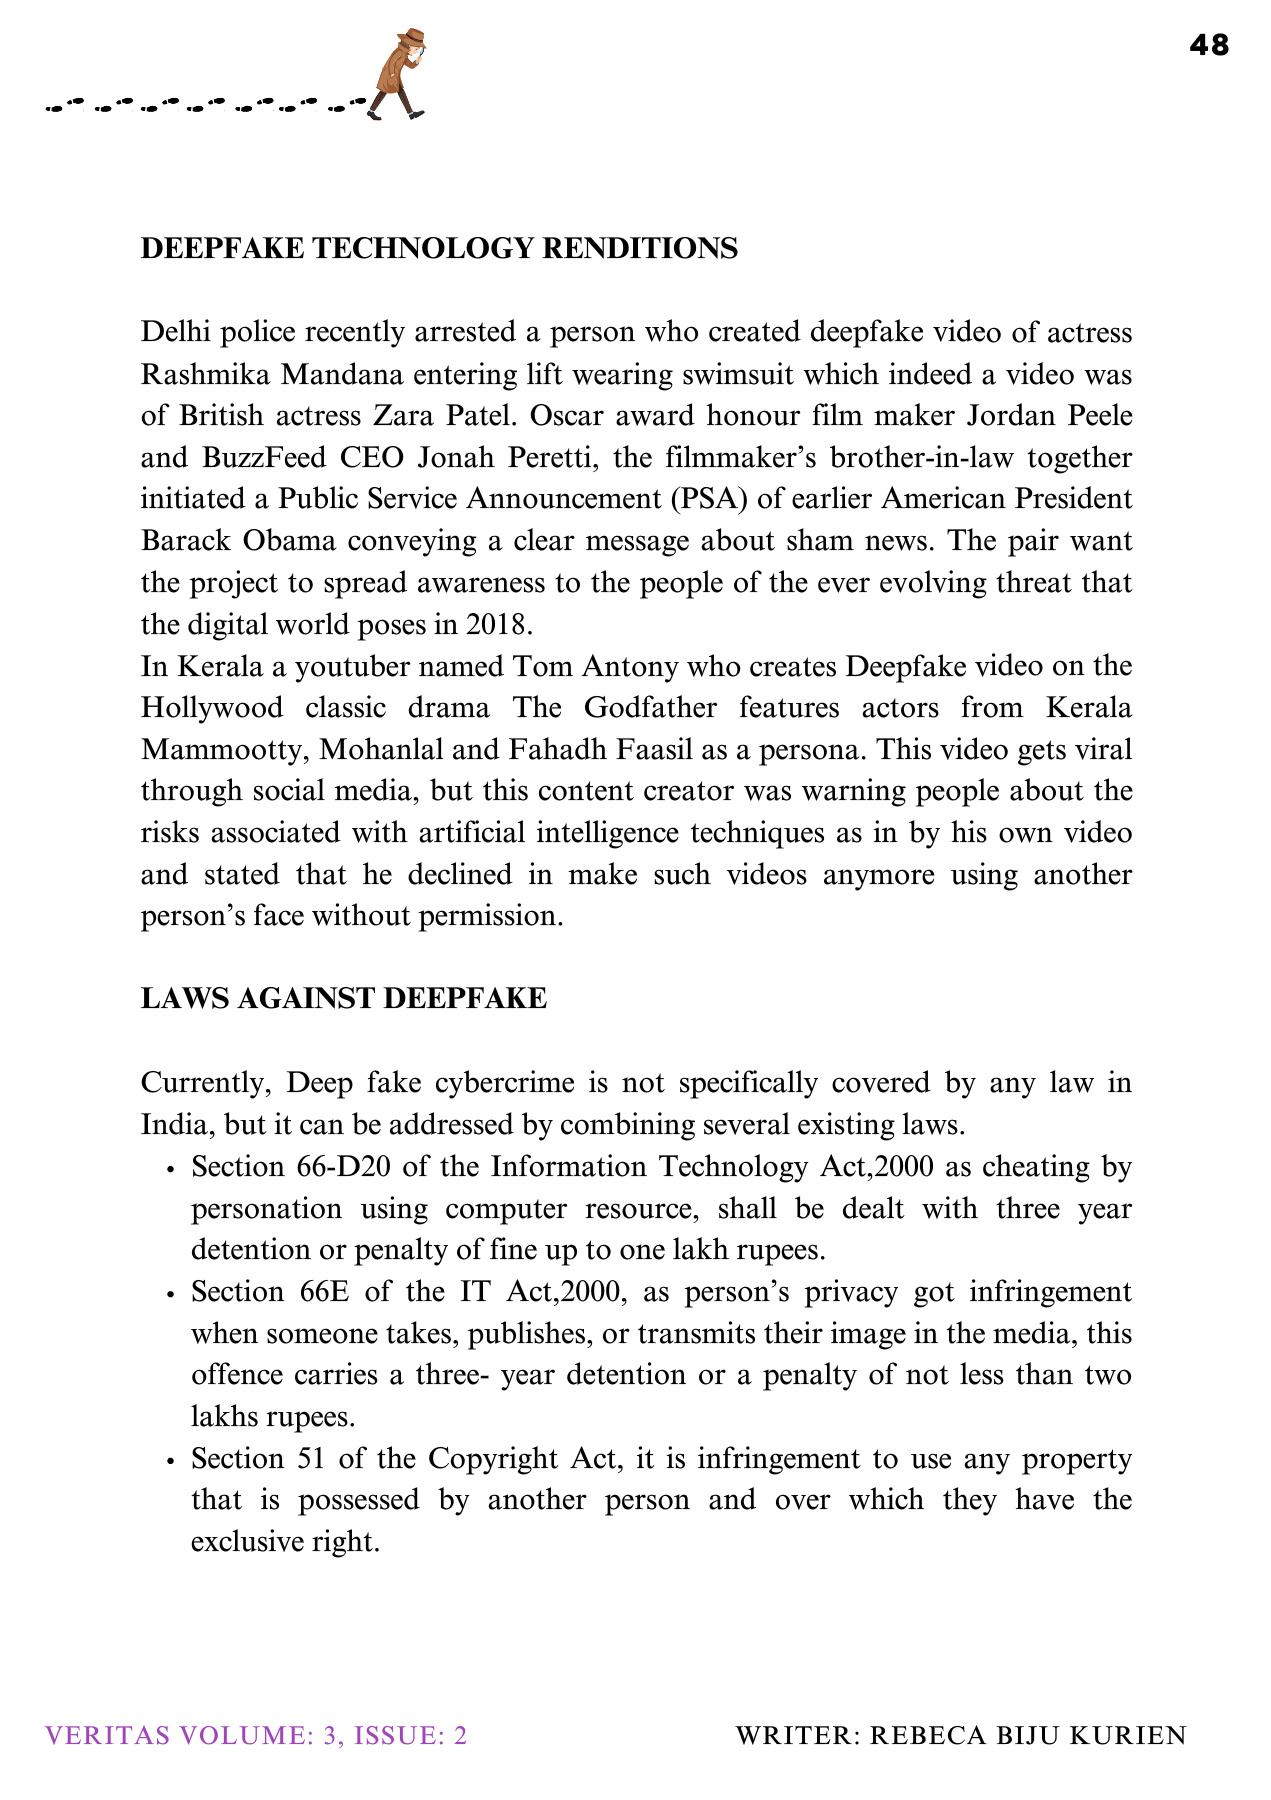 48
DEEPFAKE TECHNOLOGY RENDITIONS
Delhi police recently arrested a person who created deepfake video of actress
Rashmika Mandana entering lift wearing swimsuit which indeed a video was
of British actress Zara Patel. Oscar award honour film maker Jordan Peele
and BuzzFeed CEO Jonah Peretti, the filmmaker’s brother-in-law together
initiated a Public Service Announcement (PSA) of earlier American President
Barack Obama conveying a clear message about sham news. The pair want
the project to spread awareness to the people of the ever evolving threat that
the digital world poses in 2018.
In Kerala a youtuber named Tom Antony who creates Deepfake video on the
Hollywood classic drama The Godfather features actors from Kerala
Mammootty, Mohanlal and Fahadh Faasil as a persona. This video gets viral
through social media, but this content creator was warning people about the
risks associated with artificial intelligence techniques as in by his own video
and stated that he declined in make such videos anymore using another
person’s face without permission.
LAWS AGAINST DEEPFAKE
Currently, Deep fake cybercrime is not specifically covered by any law in
India, but it can be addressed by combining several existing laws.
• Section 66-D20 of the Information Technology Act,2000 as cheating by
personation using computer resource, shall be dealt with three year
detention or penalty of fine up to one lakh rupees.
• Section 66E of the IT Act,2000, as person’s privacy got infringement
when someone takes, publishes, or transmits their image in the media, this
offence carries a three- year detention or a penalty of not less than two
lakhs rupees.
• Section 51 of the Copyright Act, it is infringement to use any property
that is possessed by another person and over which they have the
exclusive right.
VERITAS VOLUME: 3, ISSUE: 2
WRITER: REBECA BIJU KURIEN